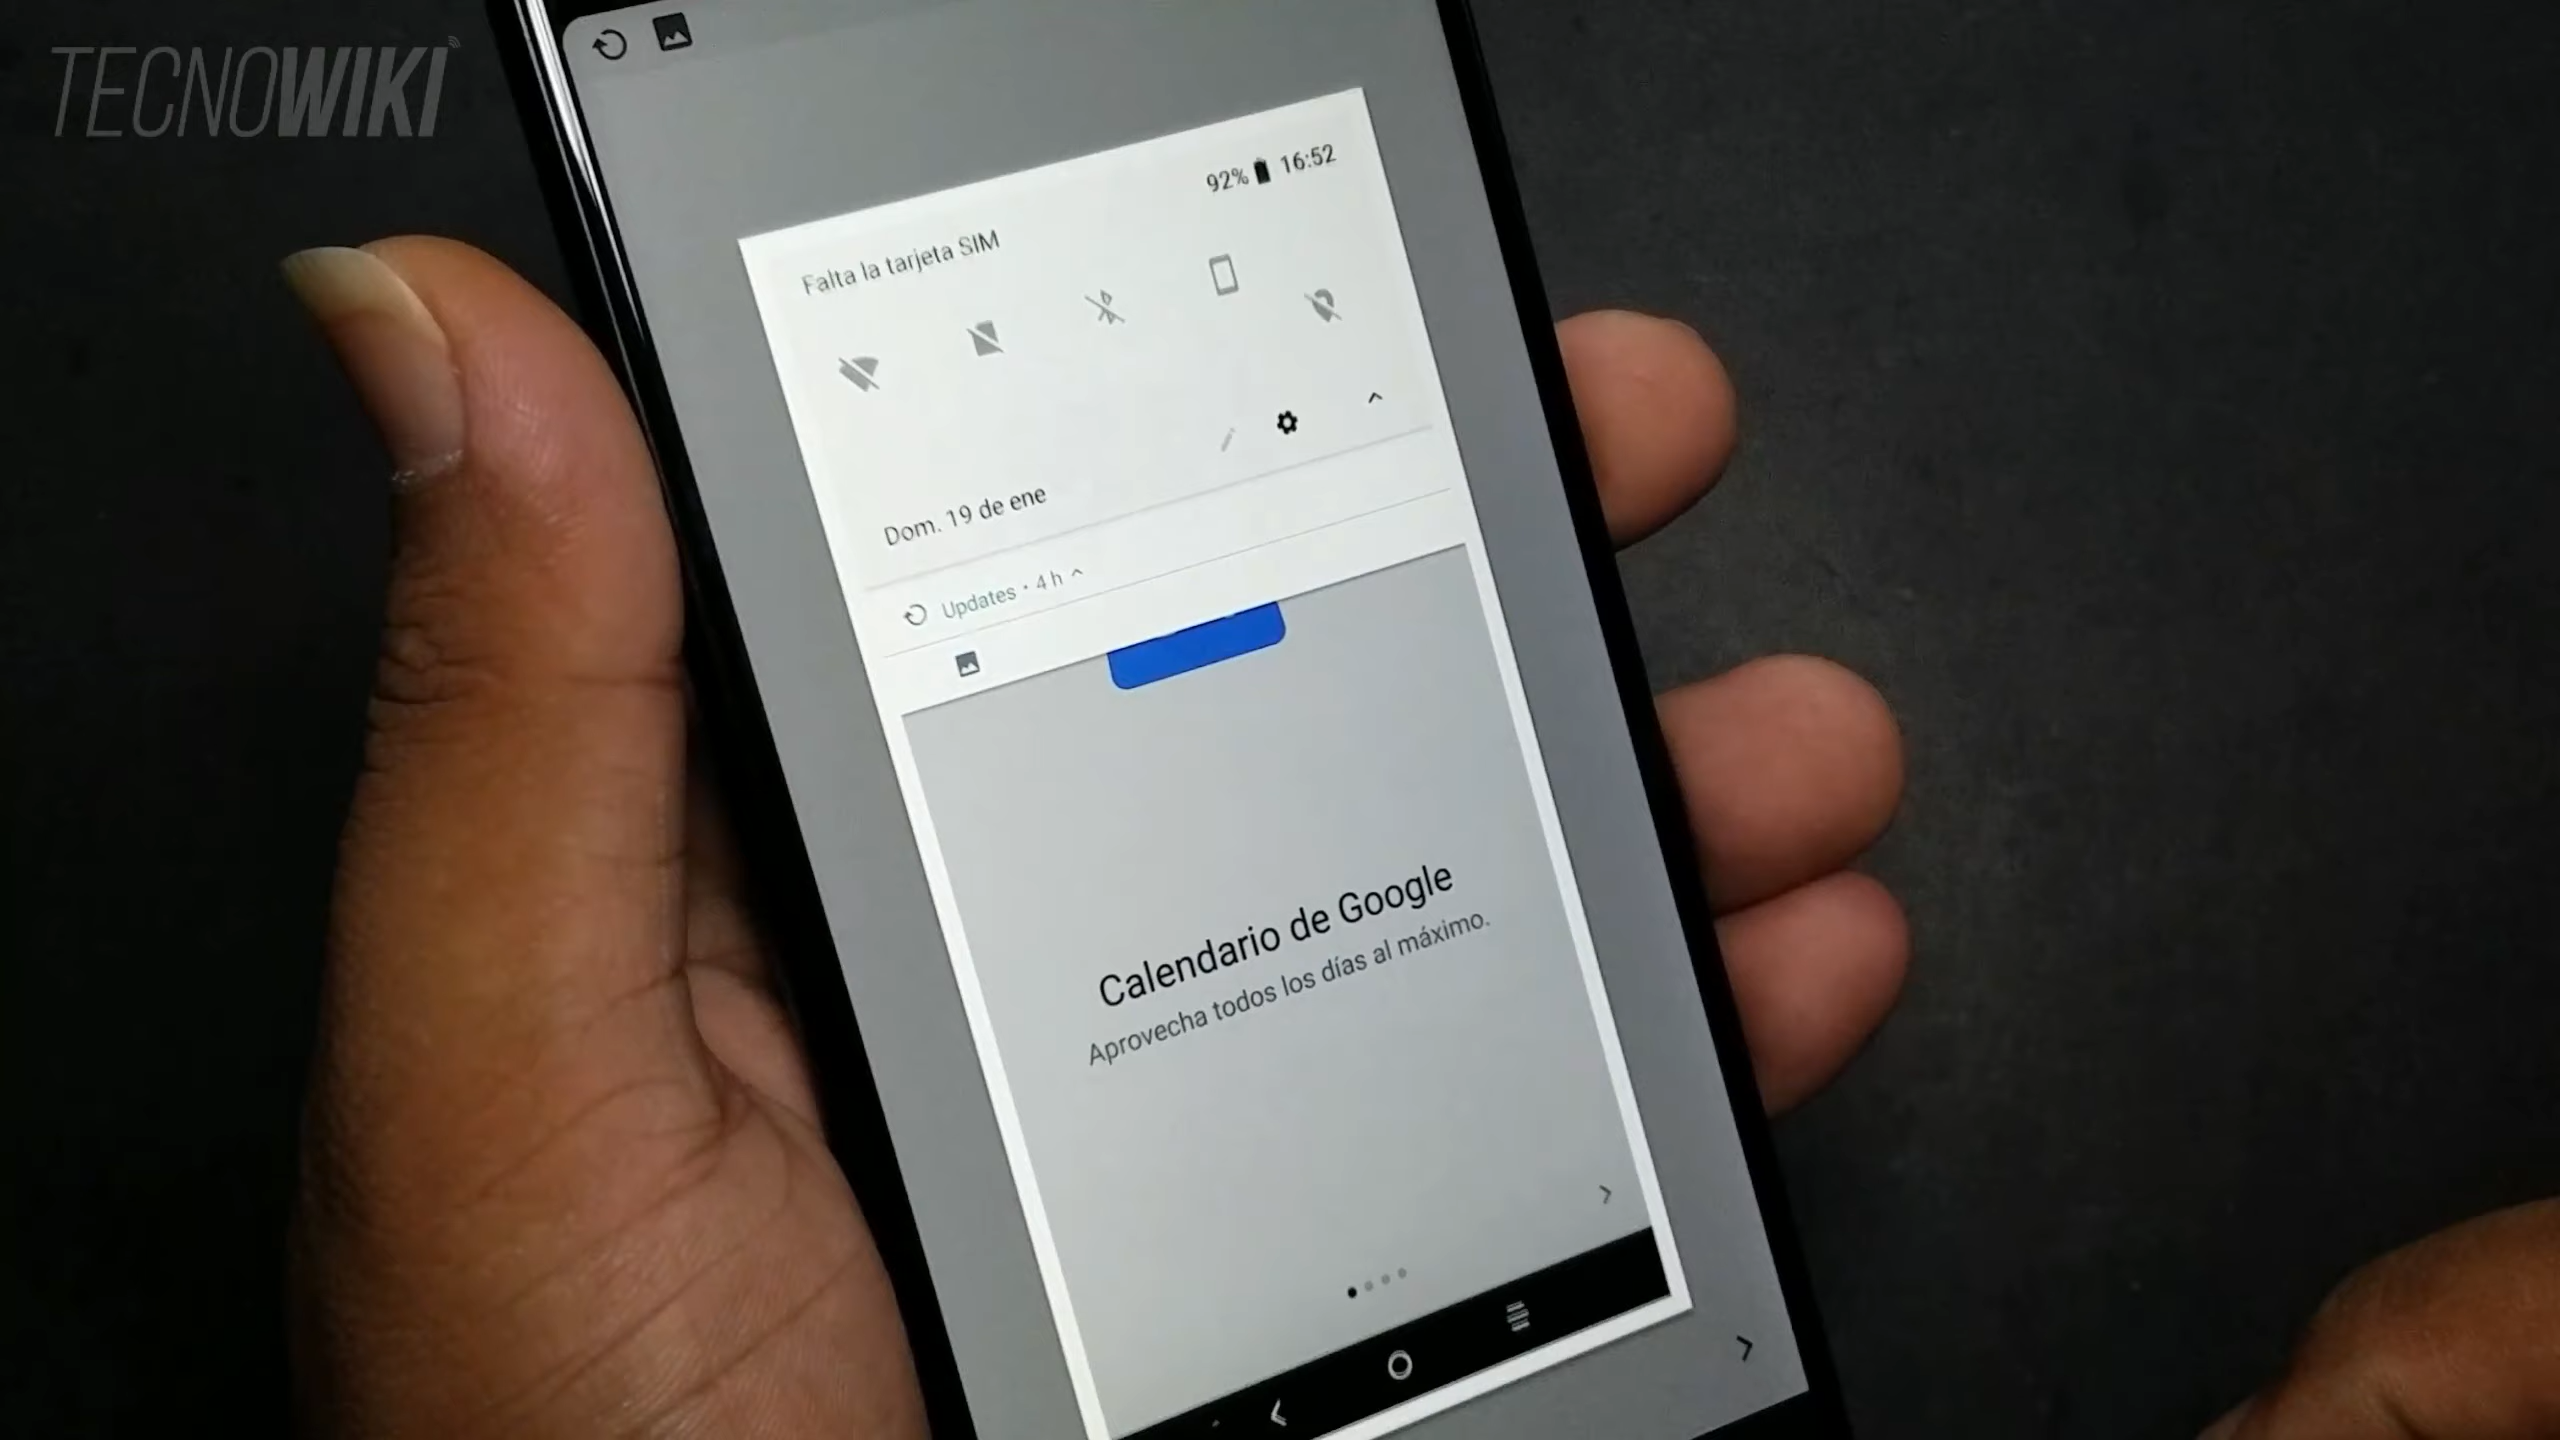 TECNOWIKI
92% 16:52
Falta la tarjeta SIM
Dom. 19 de ene
Updates · 4 h
Calendario de Google
Aprovecha todos los días al máximo.